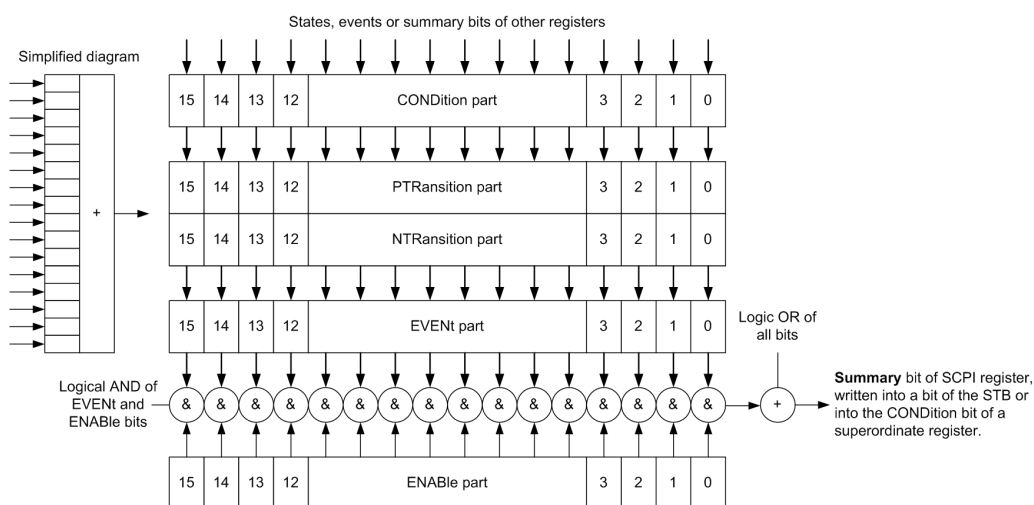 States, events or summary bits of other registers
Simplified diagram
+
15 14 13 12 CONDition part 3 2 1 0
15 14 13 12 PTRansition part 3 2 1 0
15 14 13 12 NTRansition part 3 2 1 0
15 14 13 12 EVENt part 3 2 1 0
Logic OR of
all bits
Logical AND of
EVENt and
ENABle bits
& & & & & & & & & & & & & & & &
+
Summary bit of SCPI register,
written into a bit of the STB or
into the CONDition bit of a
superordinate register.
15 14 13 12 ENABle part 3 2 1 0